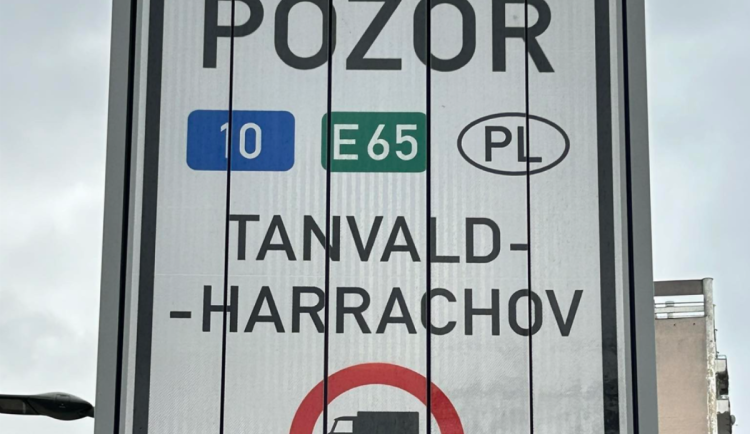 POZOR
10 E65 PL
TANVALD-
-HARRACHOV